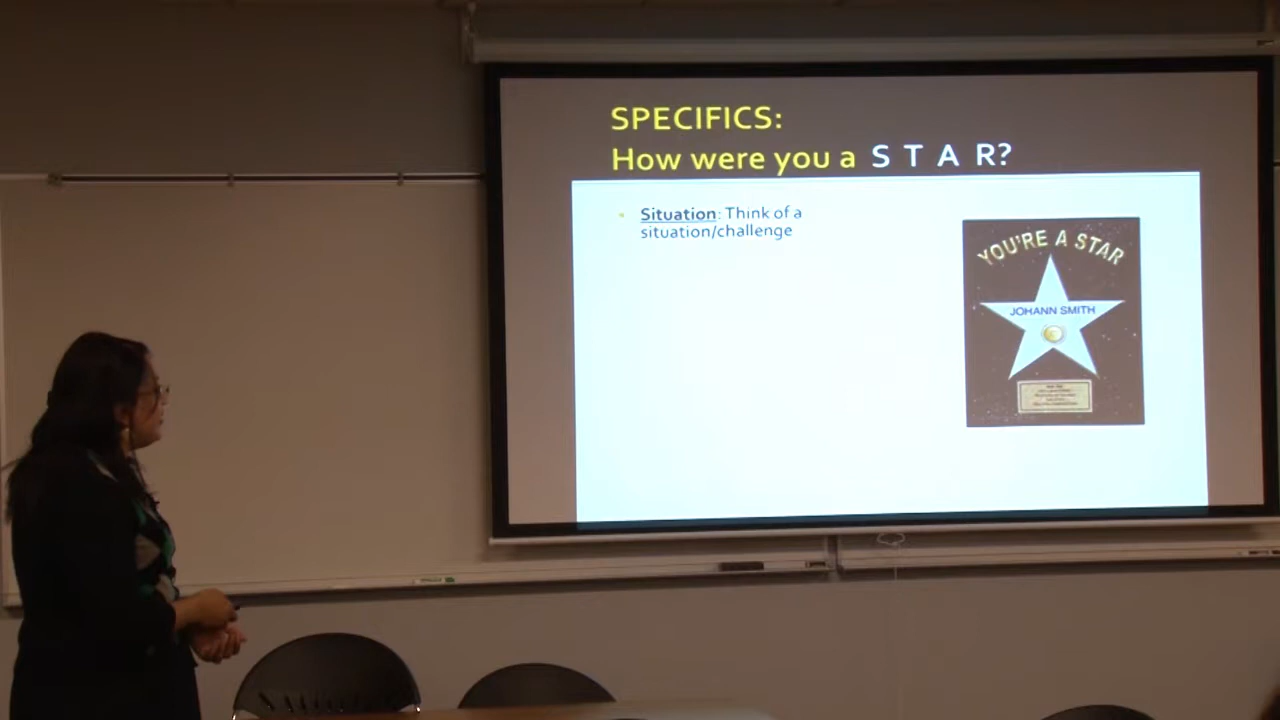 SPECIFICS:
How were you a S T A R?
• Situation: Think of a
situation/challenge
YOU'RE A STAR
JOHANN SMITH